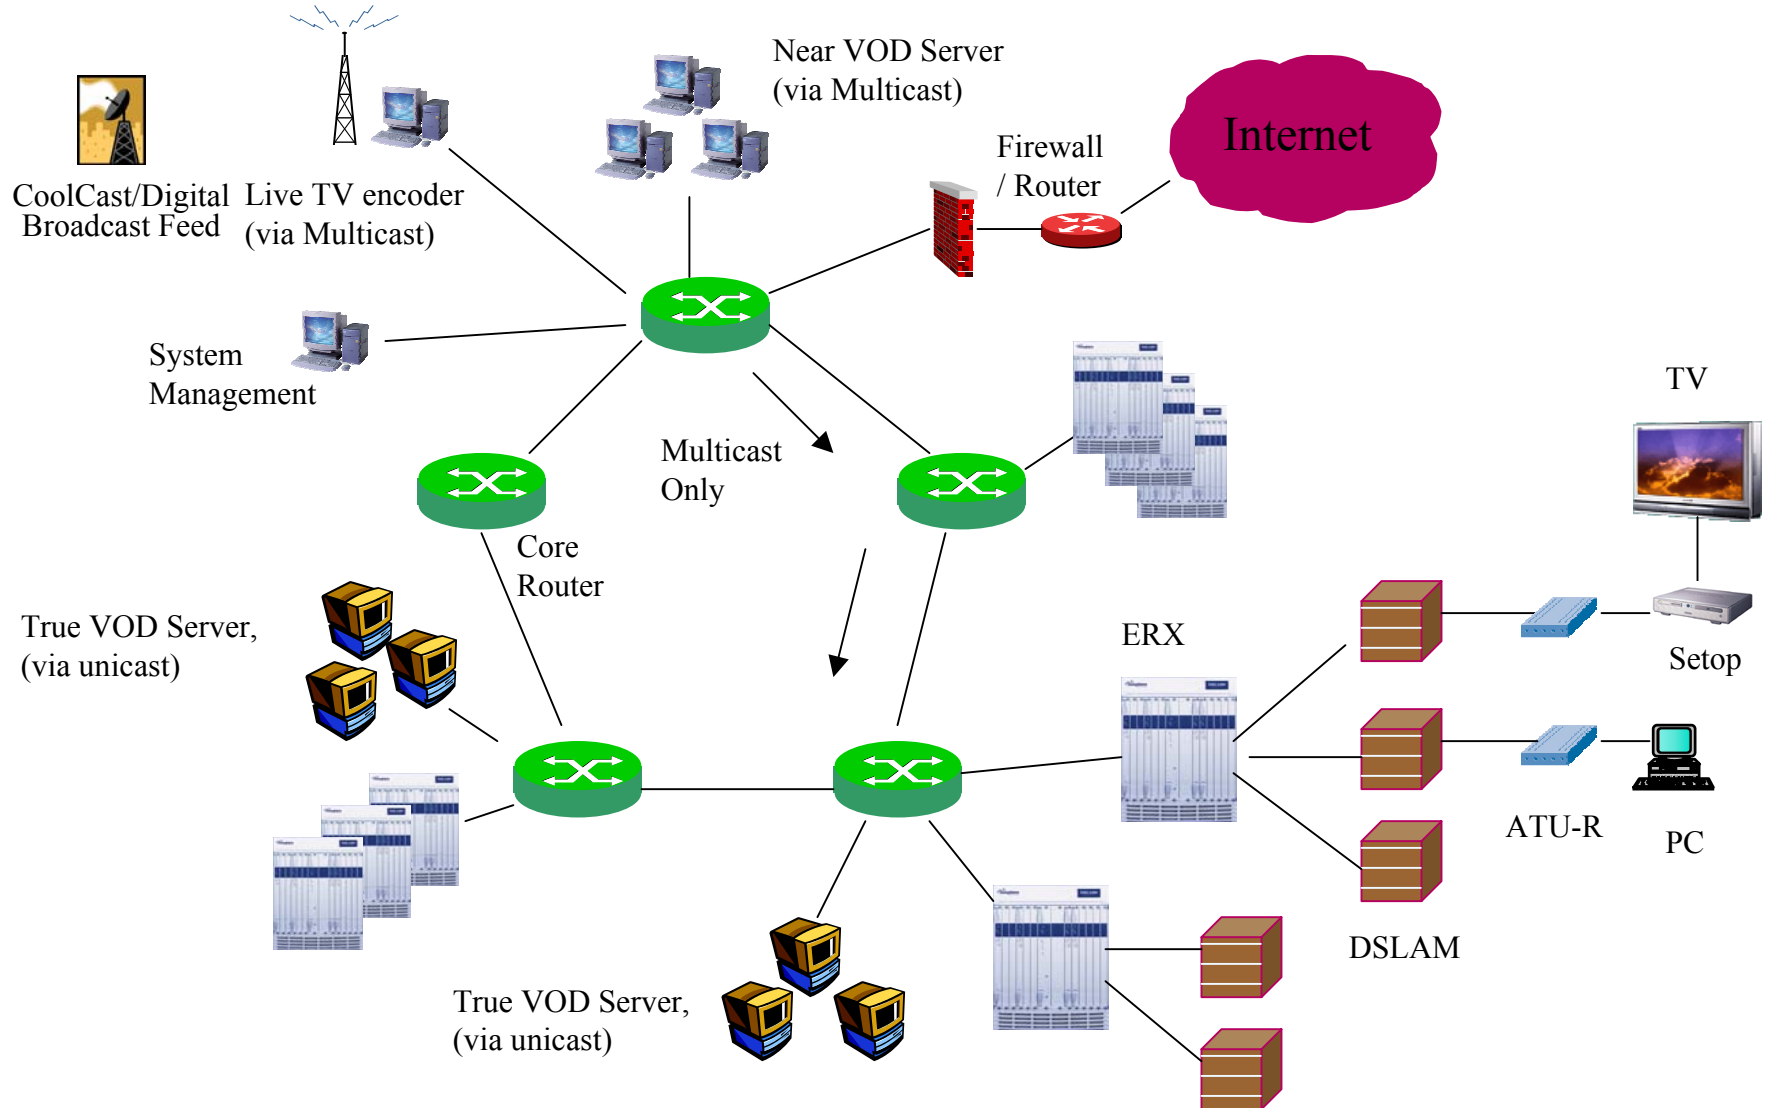 Near VOD Server
(via Multicast)
Internet
Firewall
/ Router
CoolCast/Digital
Broadcast Feed
Live TV encoder
(via Multicast)
System
Management
Multicast
Only
TV
Core
Router
True VOD Server,
(via unicast)
ERX
Setop
ATU-R
PC
DSLAM
True VOD Server,
(via unicast)